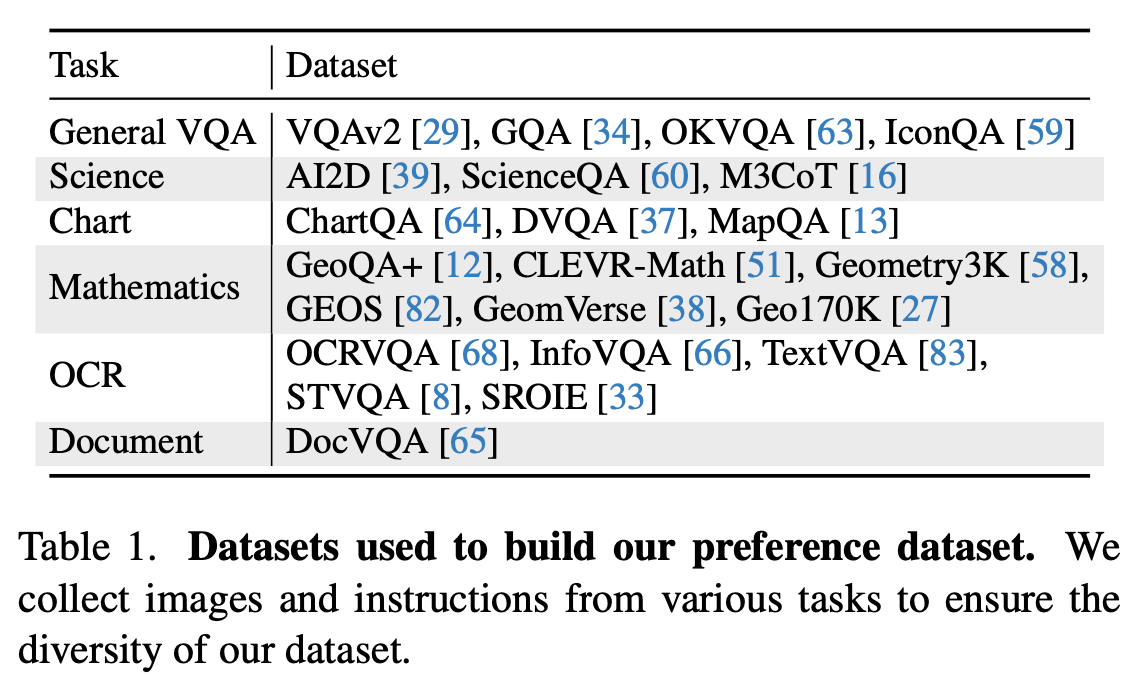 Task Dataset
General VQA VQAv2 [29], GQA [34], OKVQA [63], IconQA [59]
Science AI2D [39], ScienceQA [60], M3CoT [16]
Chart ChartQA [64], DVQA [37], MapQA [13]
Mathematics GeoQA+ [12], CLEVR-Math [51], Geometry3K [58],
GEOS [82], GeomVerse [38], Geo170K [27]
OCR OCRVQA [68], InfoVQA [66], TextVQA [83],
STVQA [8], SROIE [33]
Document DocVQA [65]
Table 1. Datasets used to build our preference dataset. We
collect images and instructions from various tasks to ensure the
diversity of our dataset.